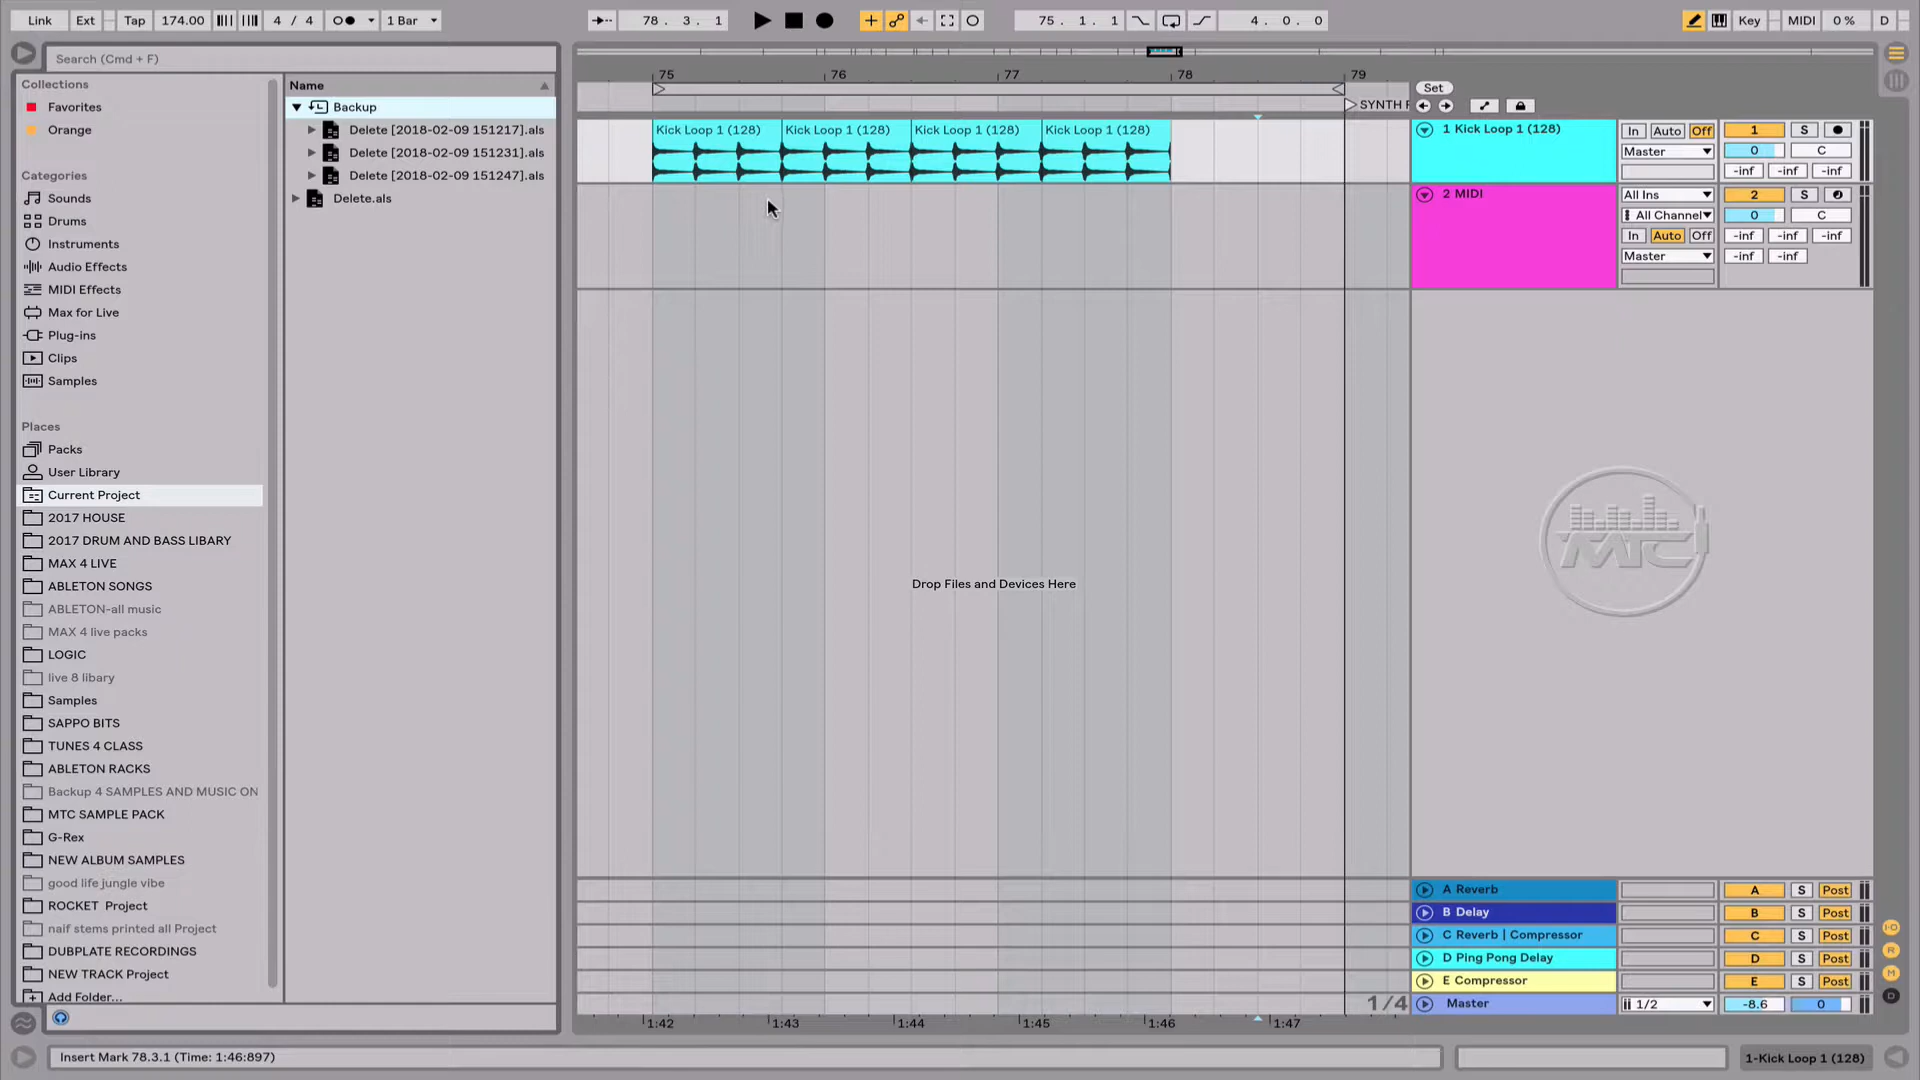 Link Ext Tap 174.00 4 / 4 1 Bar 78. 3. 1 75. 1. 1 4. 0. 0 Key MIDI 0 % D
Search (Cmd + F)
Collections
Favorites
Orange
Categories
Sounds
Drums
Instruments
Audio Effects
MIDI Effects
Max for Live
Plug-ins
Clips
Samples
Places
Packs
User Library
Current Project
2017 HOUSE
2017 DRUM AND BASS LIBARY
MAX 4 LIVE
ABLETON SONGS
ABLETON-all music
MAX 4 live packs
LOGIC
live 8 libary
Samples
SAPPO BITS
TUNES 4 CLASS
ABLETON RACKS
Backup 4 SAMPLES AND MUSIC ON
MTC SAMPLE PACK
G-Rex
NEW ALBUM SAMPLES
good life jungle vibe
ROCKET Project
naif stems printed all Project
DUBPLATE RECORDINGS
NEW TRACK Project
Add Folder...
Name
Backup
Delete [2018-02-09 151217].als
Delete [2018-02-09 151231].als
Delete [2018-02-09 151247].als
Delete.als
75 76 77 78 79
SYNTH
Set
Kick Loop 1 (128) Kick Loop 1 (128) Kick Loop 1 (128) Kick Loop 1 (128)
1 Kick Loop 1 (128) In Auto Off 1 S
Master 0 C
-inf -inf -inf
2 MIDI All Ins 2 S
All Channel 0 C
In Auto Off -inf -inf -inf
Master -inf -inf
MTC
Drop Files and Devices Here
A Reverb A S Post
B Delay B S Post
C Reverb | Compressor C S Post
D Ping Pong Delay D S Post
E Compressor E S Post
1/4 Master 1/2 -8.6 0
I-O
R
M
D
1:42 1:43 1:44 1:45 1:46 1:47
Insert Mark 78.3.1 (Time: 1:46:897)
1-Kick Loop 1 (128)